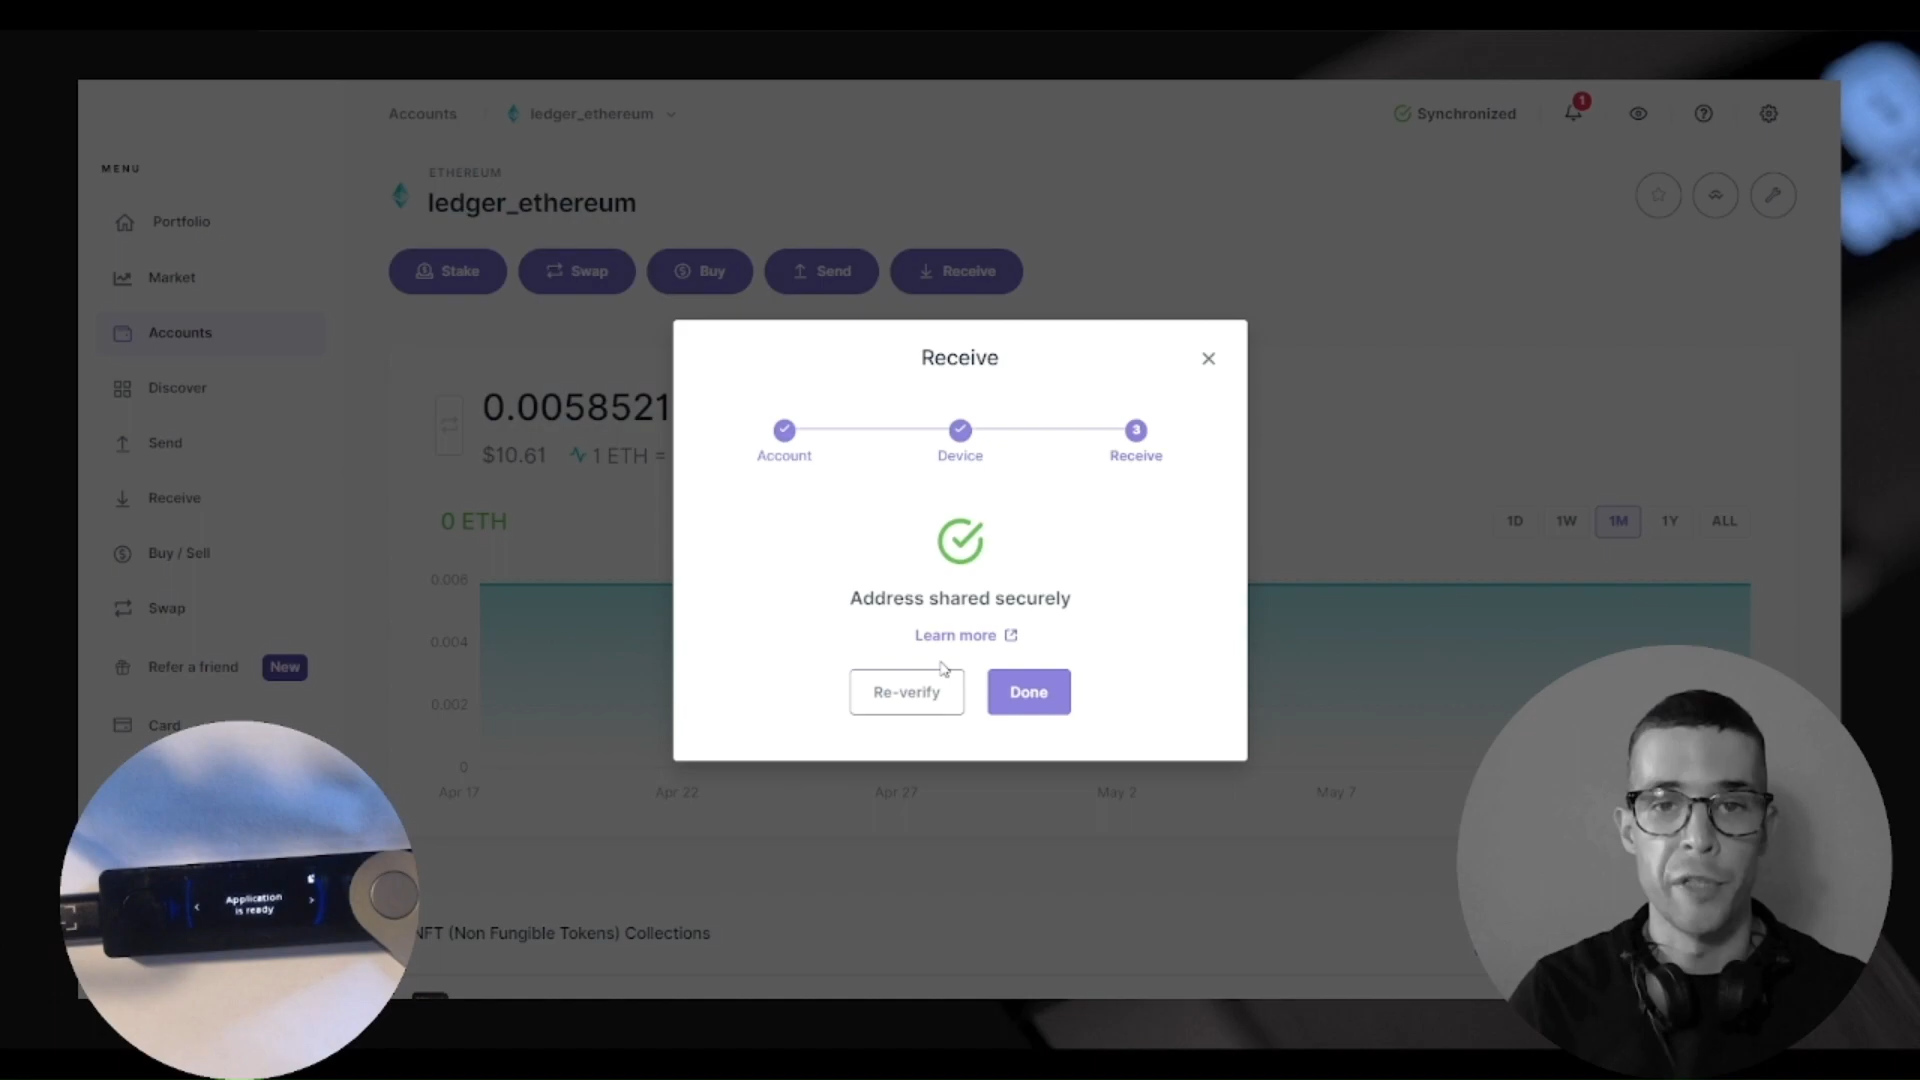 Accounts
ledger_ethereum
Synchronized
1
MENU
ETHEREUM
ledger_ethereum
Portfolio
Market
Accounts
Discover
Send
Receive
Buy / Sell
Swap
Refer a friend
New
Card
Stake
Swap
Buy
Send
Receive
0.0058521
$10.61
1 ETH =
0 ETH
1D
1W
1M
1Y
ALL
0.006
0.004
0.002
0
Apr 17
Apr 22
Apr 27
May 2
May 7
Receive
3
Account
Device
Receive
Address shared securely
Learn more
Re-verify
Done
Application
is ready
NFT (Non Fungible Tokens) Collections